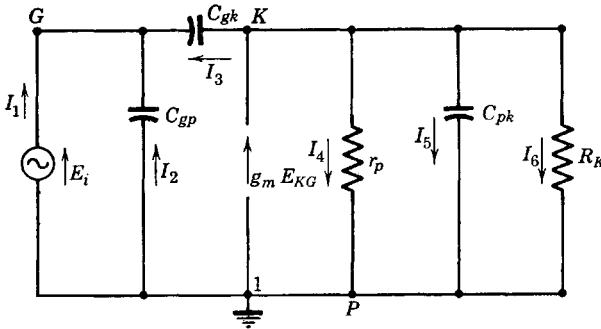 G
C_gk
K
I_3
I_1
C_gp
C_pk
E_i
I_2
g_m E_KG
I_4
r_p
I_5
I_6
R_K
1
P